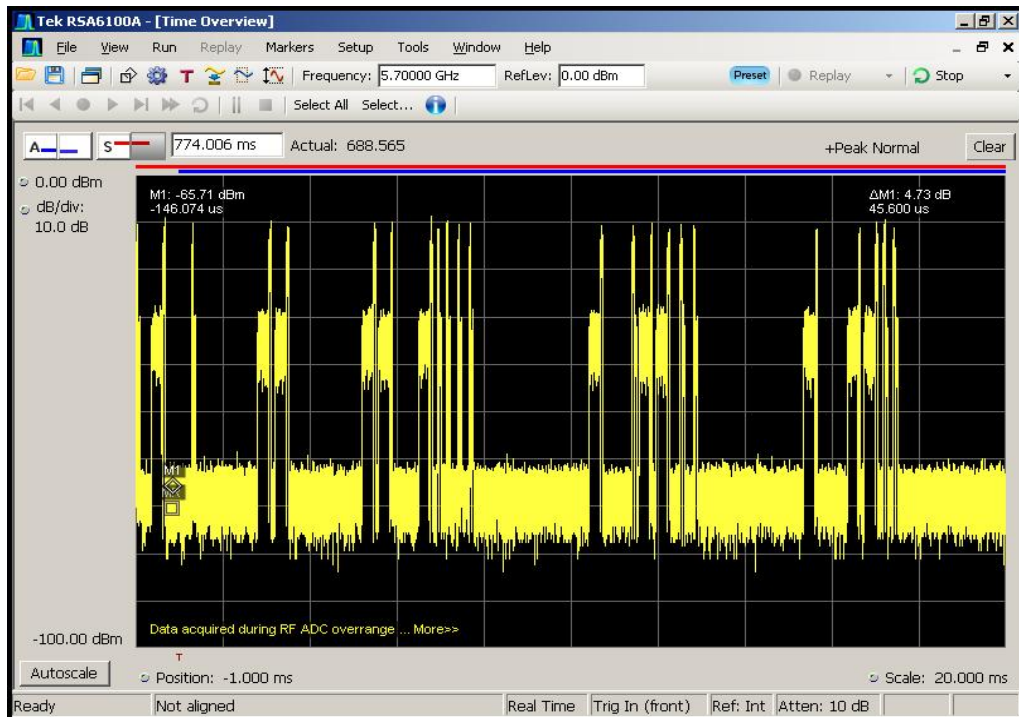 Tek RSA6100A - [Time Overview]
File View Run Replay Markers Setup Tools Window Help
Frequency: 5.70000 GHz RefLev: 0.00 dBm Preset Replay Stop
Select All Select...
A S 774.006 ms Actual: 688.565 +Peak Normal Clear
0.00 dBm
dB/div:
10.0 dB
M1: -65.71 dBm
-146.074 us
ΔM1: 4.73 dB
45.600 us
M1
Data acquired during RF ADC overrange ... More>>
-100.00 dBm
T
Autoscale Position: -1.000 ms Scale: 20.000 ms
Ready Not aligned Real Time Trig In (front) Ref: Int Atten: 10 dB